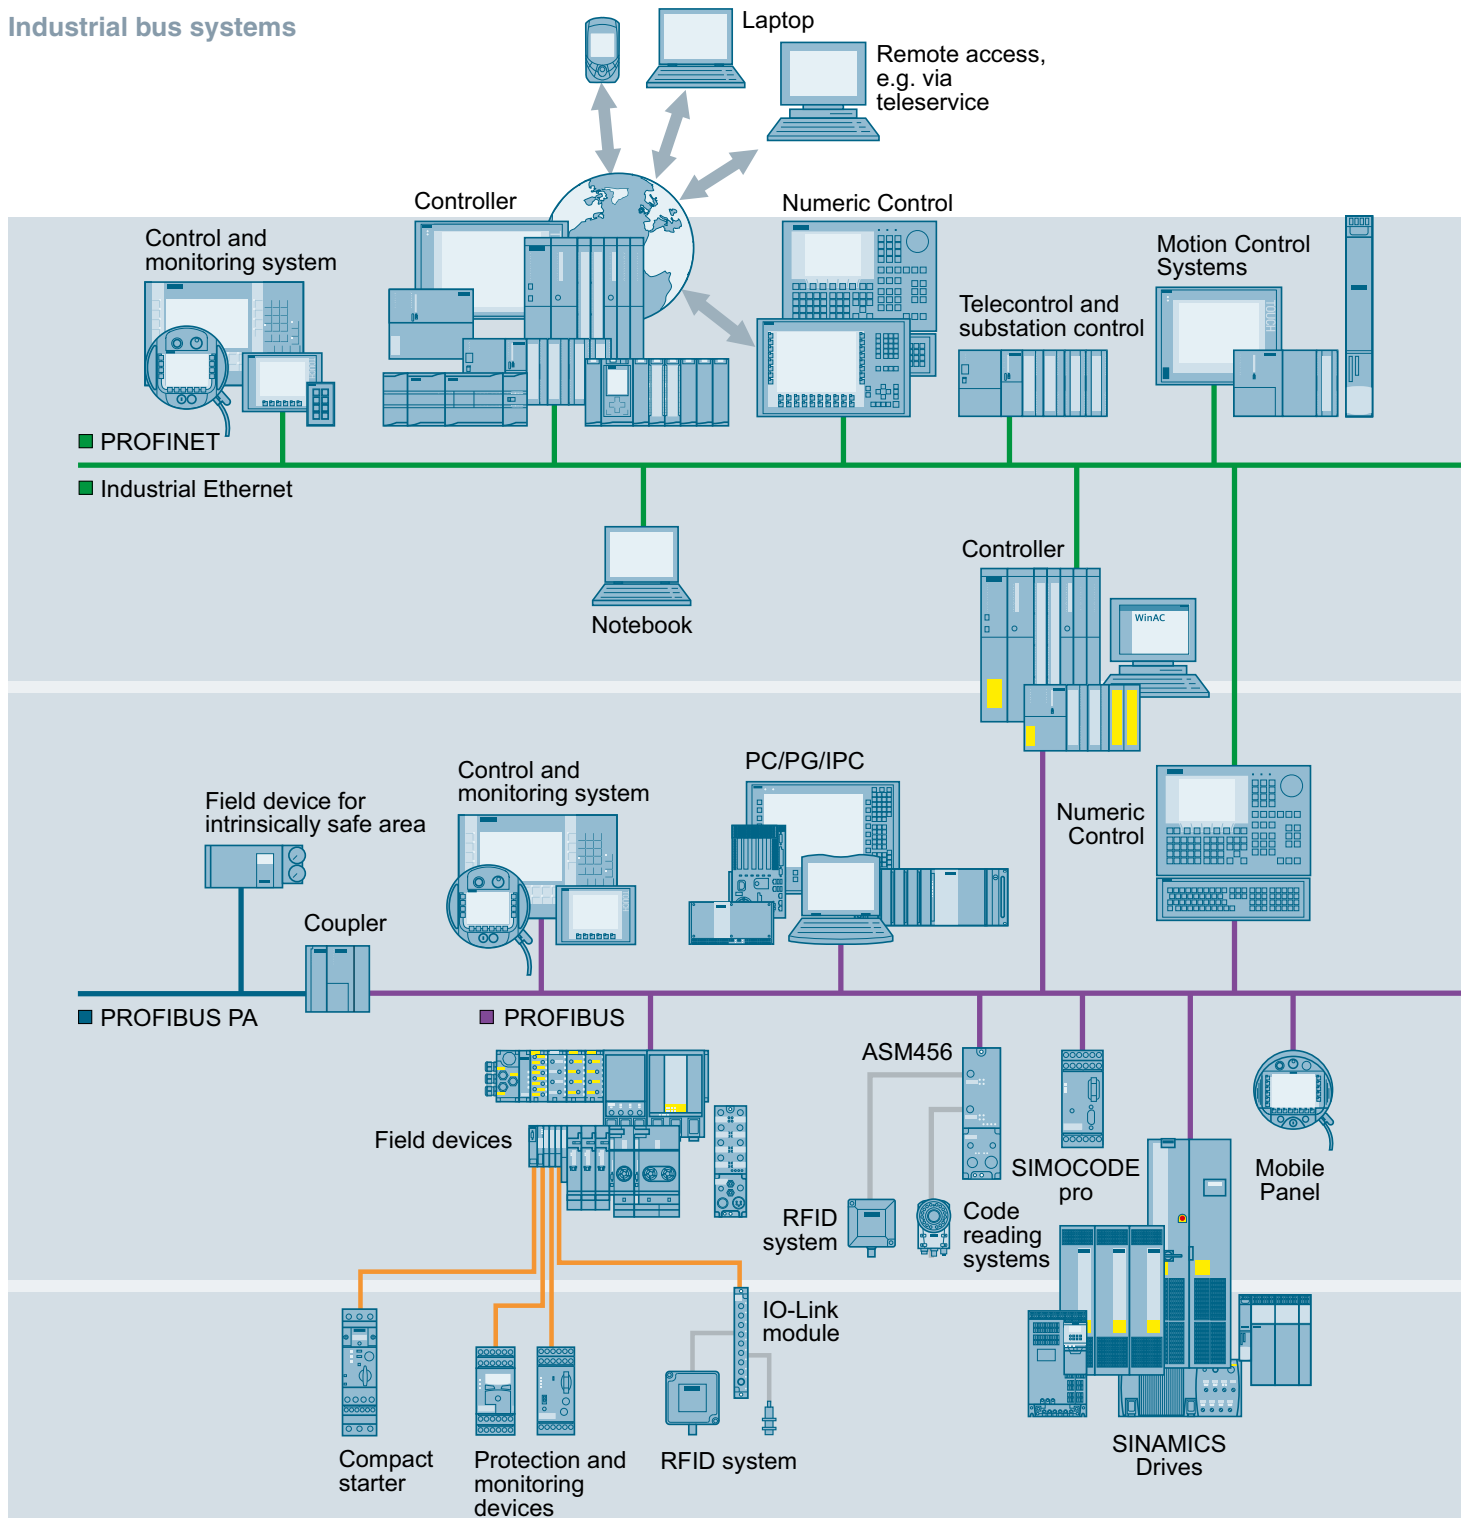 Industrial bus systems
Laptop
Remote access,
e.g. via
teleservice
Controller
Numeric Control
Control and
monitoring system
Motion Control
Systems
Telecontrol and
substation control
PROFINET
Industrial Ethernet
Notebook
Controller
WinAC
PC/PG/IPC
Control and
monitoring system
Field device for
intrinsically safe area
Numeric
Control
Coupler
PROFIBUS PA
PROFIBUS
ASM456
Field devices
SIMOCODE
pro
Mobile
Panel
RFID
system
Code
reading
systems
IO-Link
module
Compact
starter
Protection and
monitoring
devices
RFID system
SINAMICS
Drives